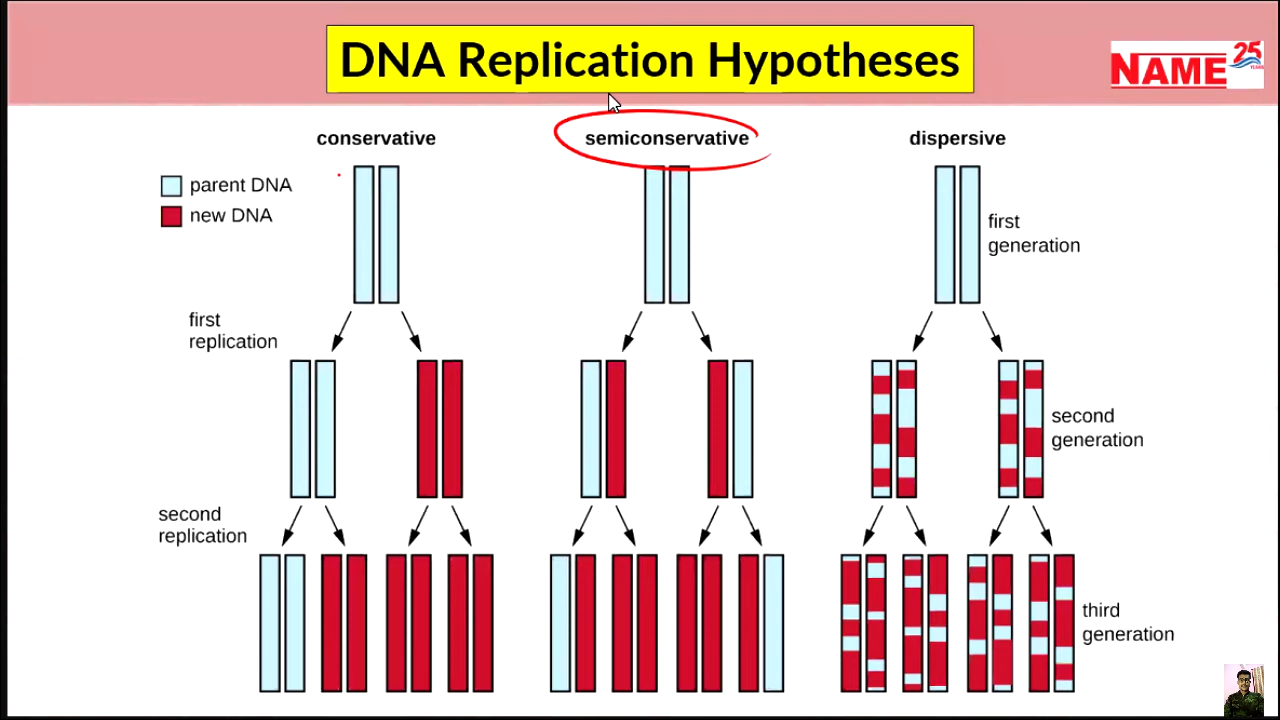 DNA Replication Hypotheses
NAME 25
YEARS
conservative
semiconservative
dispersive
parent DNA
new DNA
first
generation
first
replication
second
generation
second
replication
third
generation